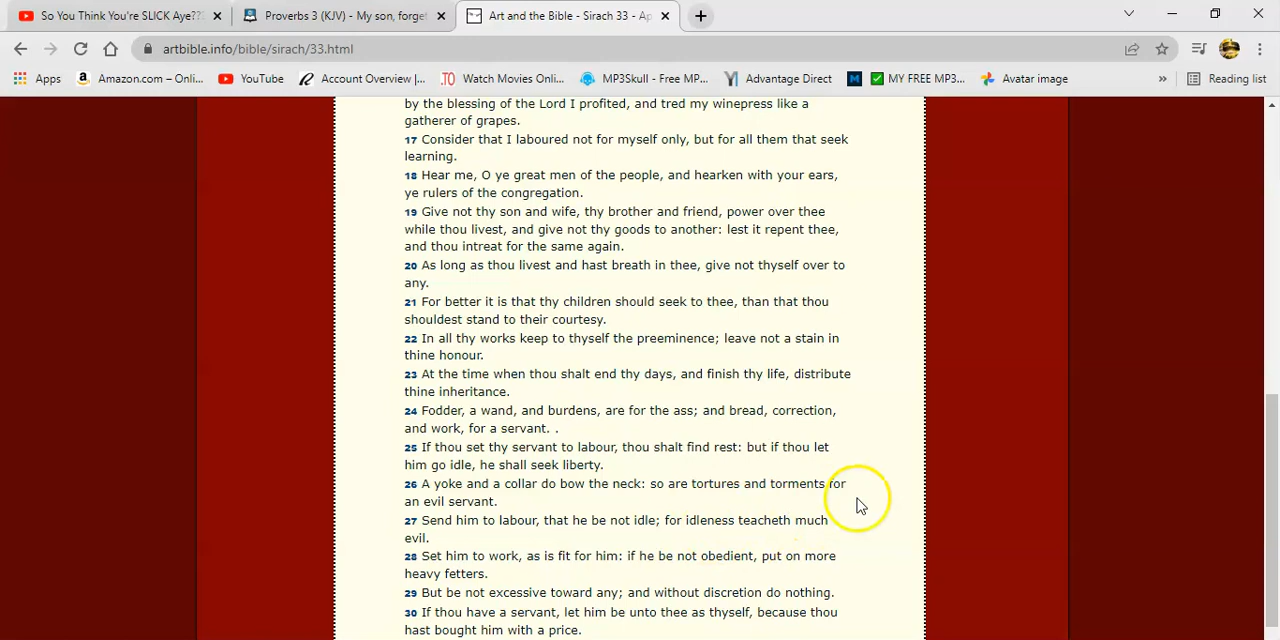 So You Think You're SLICK Aye??
Proverbs 3 (KJV) - My son, forget
Art and the Bible - Sirach 33 - Ap
artbible.info/bible/sirach/33.html
Apps
Amazon.com – Onli...
YouTube
Account Overview |...
Watch Movies Onli...
MP3Skull - Free MP...
Advantage Direct
MY FREE MP3...
Avatar image
»
Reading list
by the blessing of the Lord I profited, and tred my winepress like a
gatherer of grapes.
17 Consider that I laboured not for myself only, but for all them that seek
learning.
18 Hear me, O ye great men of the people, and hearken with your ears,
ye rulers of the congregation.
19 Give not thy son and wife, thy brother and friend, power over thee
while thou livest, and give not thy goods to another: lest it repent thee,
and thou intreat for the same again.
20 As long as thou livest and hast breath in thee, give not thyself over to
any.
21 For better it is that thy children should seek to thee, than that thou
shouldest stand to their courtesy.
22 In all thy works keep to thyself the preeminence; leave not a stain in
thine honour.
23 At the time when thou shalt end thy days, and finish thy life, distribute
thine inheritance.
24 Fodder, a wand, and burdens, are for the ass; and bread, correction,
and work, for a servant. .
25 If thou set thy servant to labour, thou shalt find rest: but if thou let
him go idle, he shall seek liberty.
26 A yoke and a collar do bow the neck: so are tortures and torments for
an evil servant.
27 Send him to labour, that he be not idle; for idleness teacheth much
evil.
28 Set him to work, as is fit for him: if he be not obedient, put on more
heavy fetters.
29 But be not excessive toward any; and without discretion do nothing.
30 If thou have a servant, let him be unto thee as thyself, because thou
hast bought him with a price.